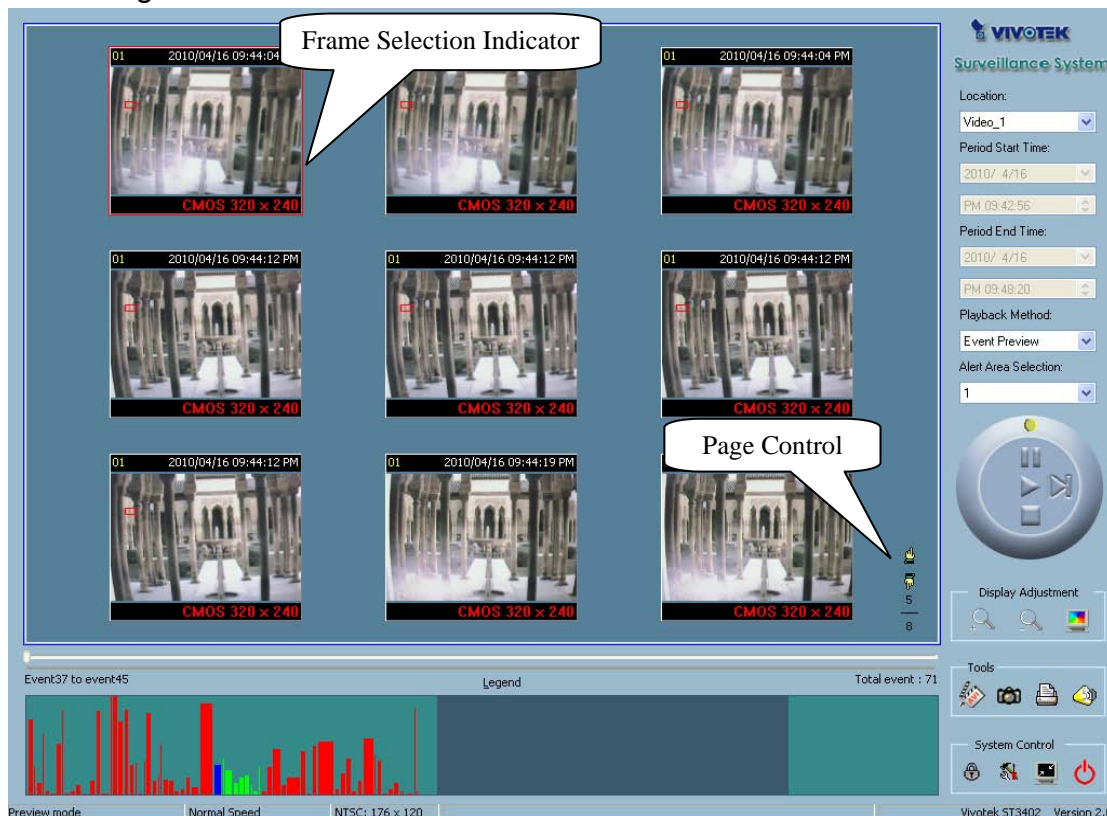 Frame Selection Indicator
01 2010/04/16 09:44:04
01 2010/04/16 09:44:04 PM
CMOS 320 x 240
CMOS 320 x 240
CMOS 320 x 240
01 2010/04/16 09:44:12 PM
01 2010/04/16 09:44:12 PM
01 2010/04/16 09:44:12 PM
CMOS 320 x 240
CMOS 320 x 240
CMOS 320 x 240
Page Control
01 2010/04/16 09:44:12 PM
01 2010/04/16 09:44:19 PM
CMOS 320 x 240
CMOS 320 x 240
CMOS 320 x 240
5
8
Event37 to event45
Legend
Total event : 71
VIVOTEK
Surveillance System
Location:
Video_1
Period Start Time:
2010/ 4/16
PM 09:42:56
Period End Time:
2010/ 4/16
PM 09:48:20
Playback Method:
Event Preview
Alert Area Selection:
1
Display Adjustment
Tools
System Control
Preview mode
Normal Speed
NTSC: 176 x 120
Vivotek ST3402 Version 2.